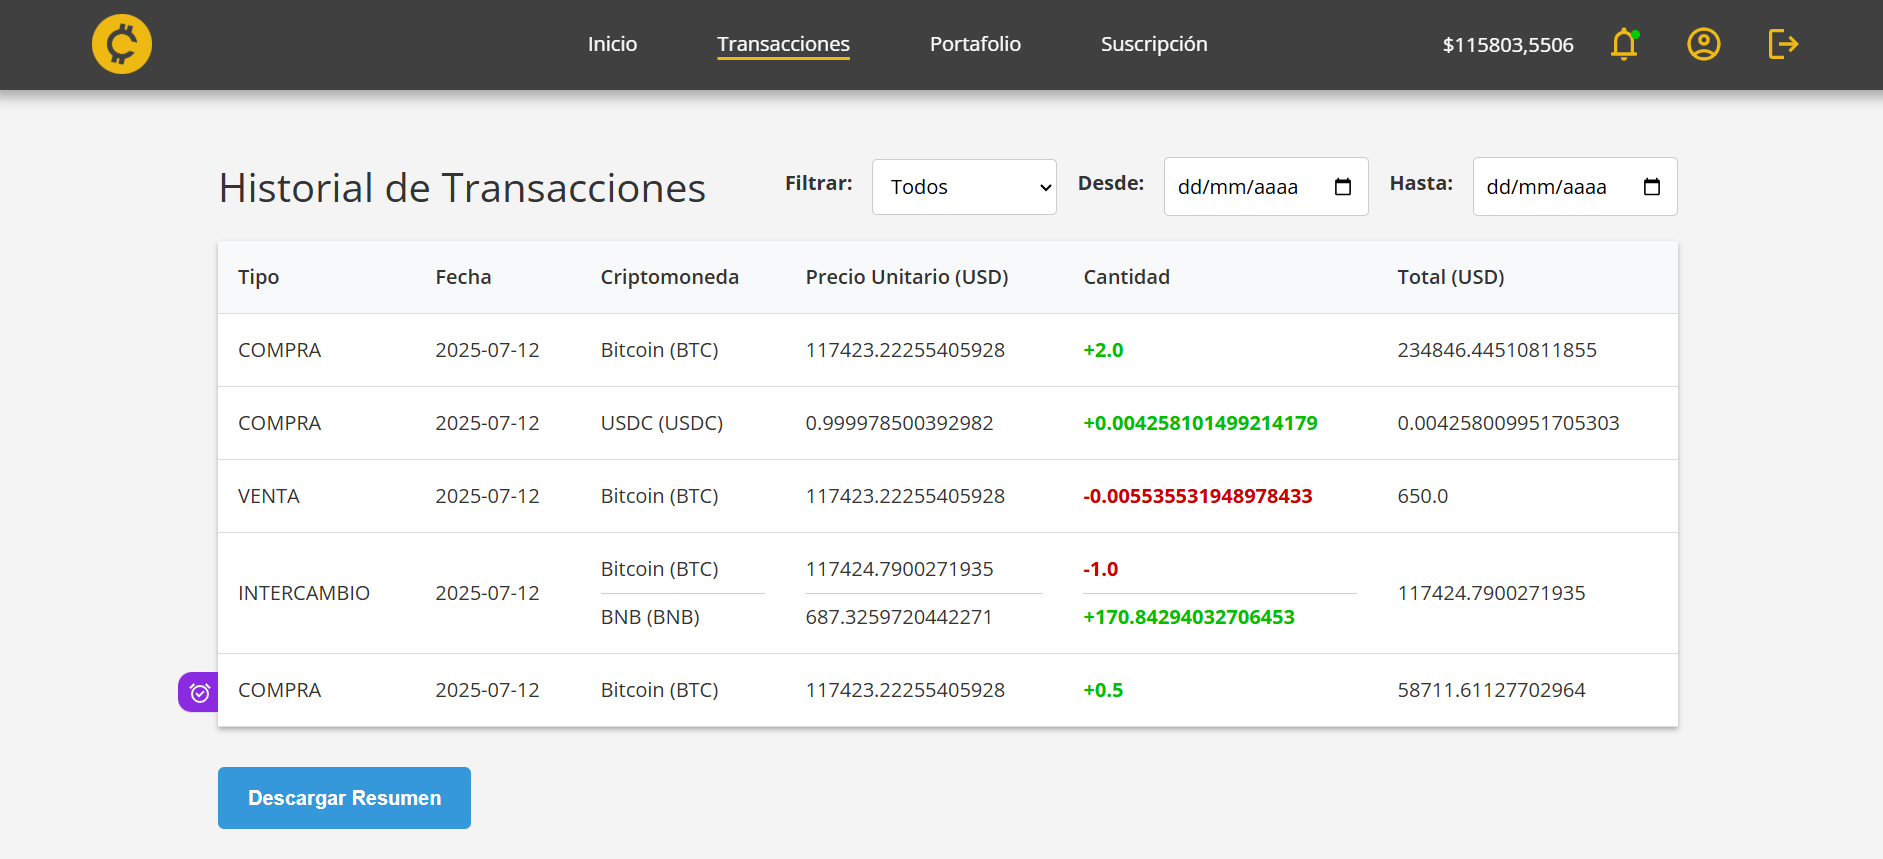 Inicio Transacciones Portafolio Suscripción $115803,5506
Historial de Transacciones Filtrar: Todos Desde: dd/mm/aaaa Hasta: dd/mm/aaaa
Tipo Fecha Criptomoneda Precio Unitario (USD) Cantidad Total (USD)
COMPRA 2025-07-12 Bitcoin (BTC) 117423.22255405928 +2.0 234846.44510811855
COMPRA 2025-07-12 USDC (USDC) 0.999978500392982 +0.004258101499214179 0.004258009951705303
VENTA 2025-07-12 Bitcoin (BTC) 117423.22255405928 -0.005535531948978433 650.0
Bitcoin (BTC) 117424.7900271935 -1.0
INTERCAMBIO 2025-07-12 117424.7900271935
BNB (BNB) 687.3259720442271 +170.84294032706453
COMPRA 2025-07-12 Bitcoin (BTC) 117423.22255405928 +0.5 58711.61127702964
Descargar Resumen